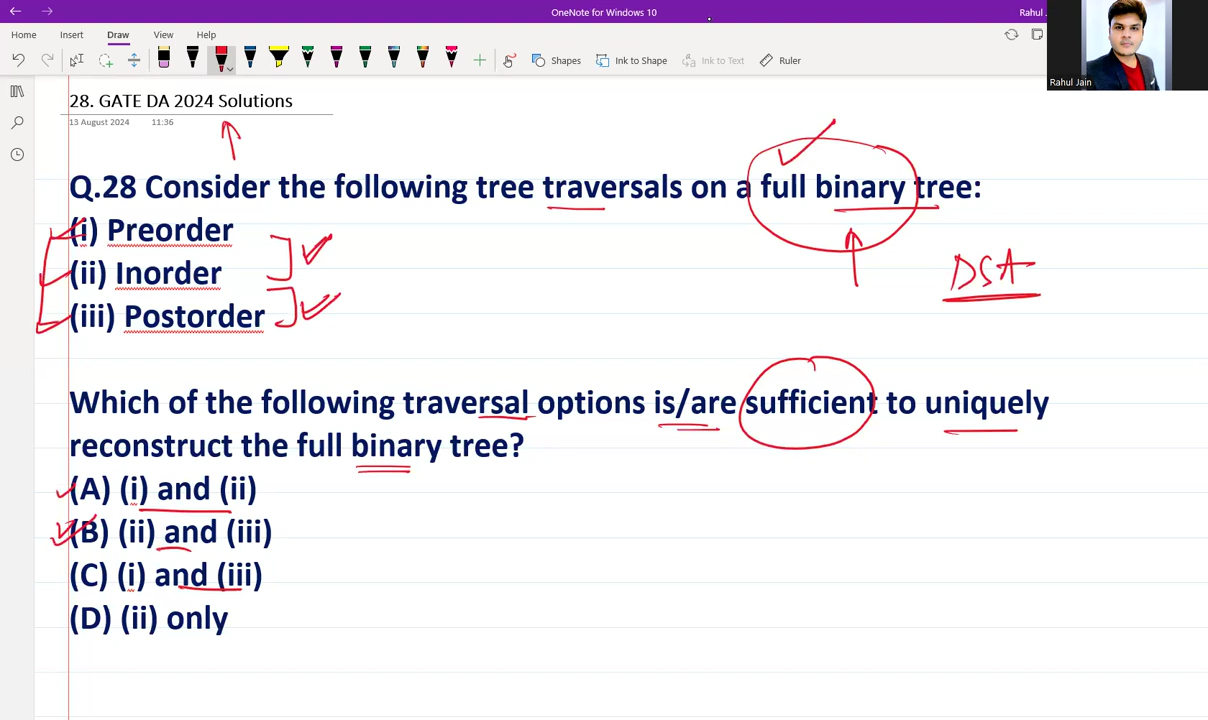 OneNote for Windows 10
Rahul J
Home Insert Draw View Help
Shapes Ink to Shape Ink to Text Ruler
Rahul Jain
28. GATE DA 2024 Solutions
13 August 2024 11:36
Q.28 Consider the following tree traversals on a full binary tree:
(i) Preorder
(ii) Inorder
DSA
(iii) Postorder
Which of the following traversal options is/are sufficient to uniquely
reconstruct the full binary tree?
(A) (i) and (ii)
(B) (ii) and (iii)
(C) (i) and (iii)
(D) (ii) only